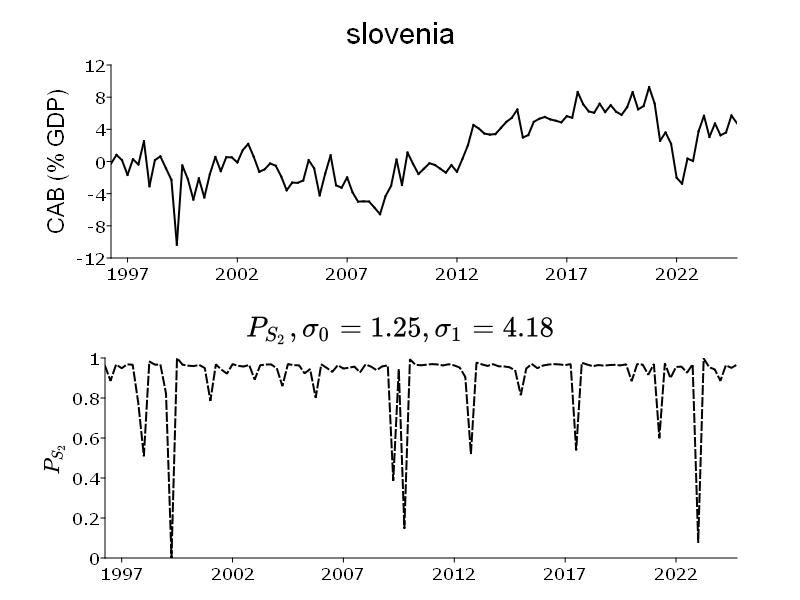 slovenia
CAB (% GDP)
12
8
4
0
-4
-8
-12
1997 2002 2007 2012 2017 2022
P_{S_2}, σ_0 = 1.25, σ_1 = 4.18
P_{S_2}
1
0.8
0.6
0.4
0.2
0
1997 2002 2007 2012 2017 2022